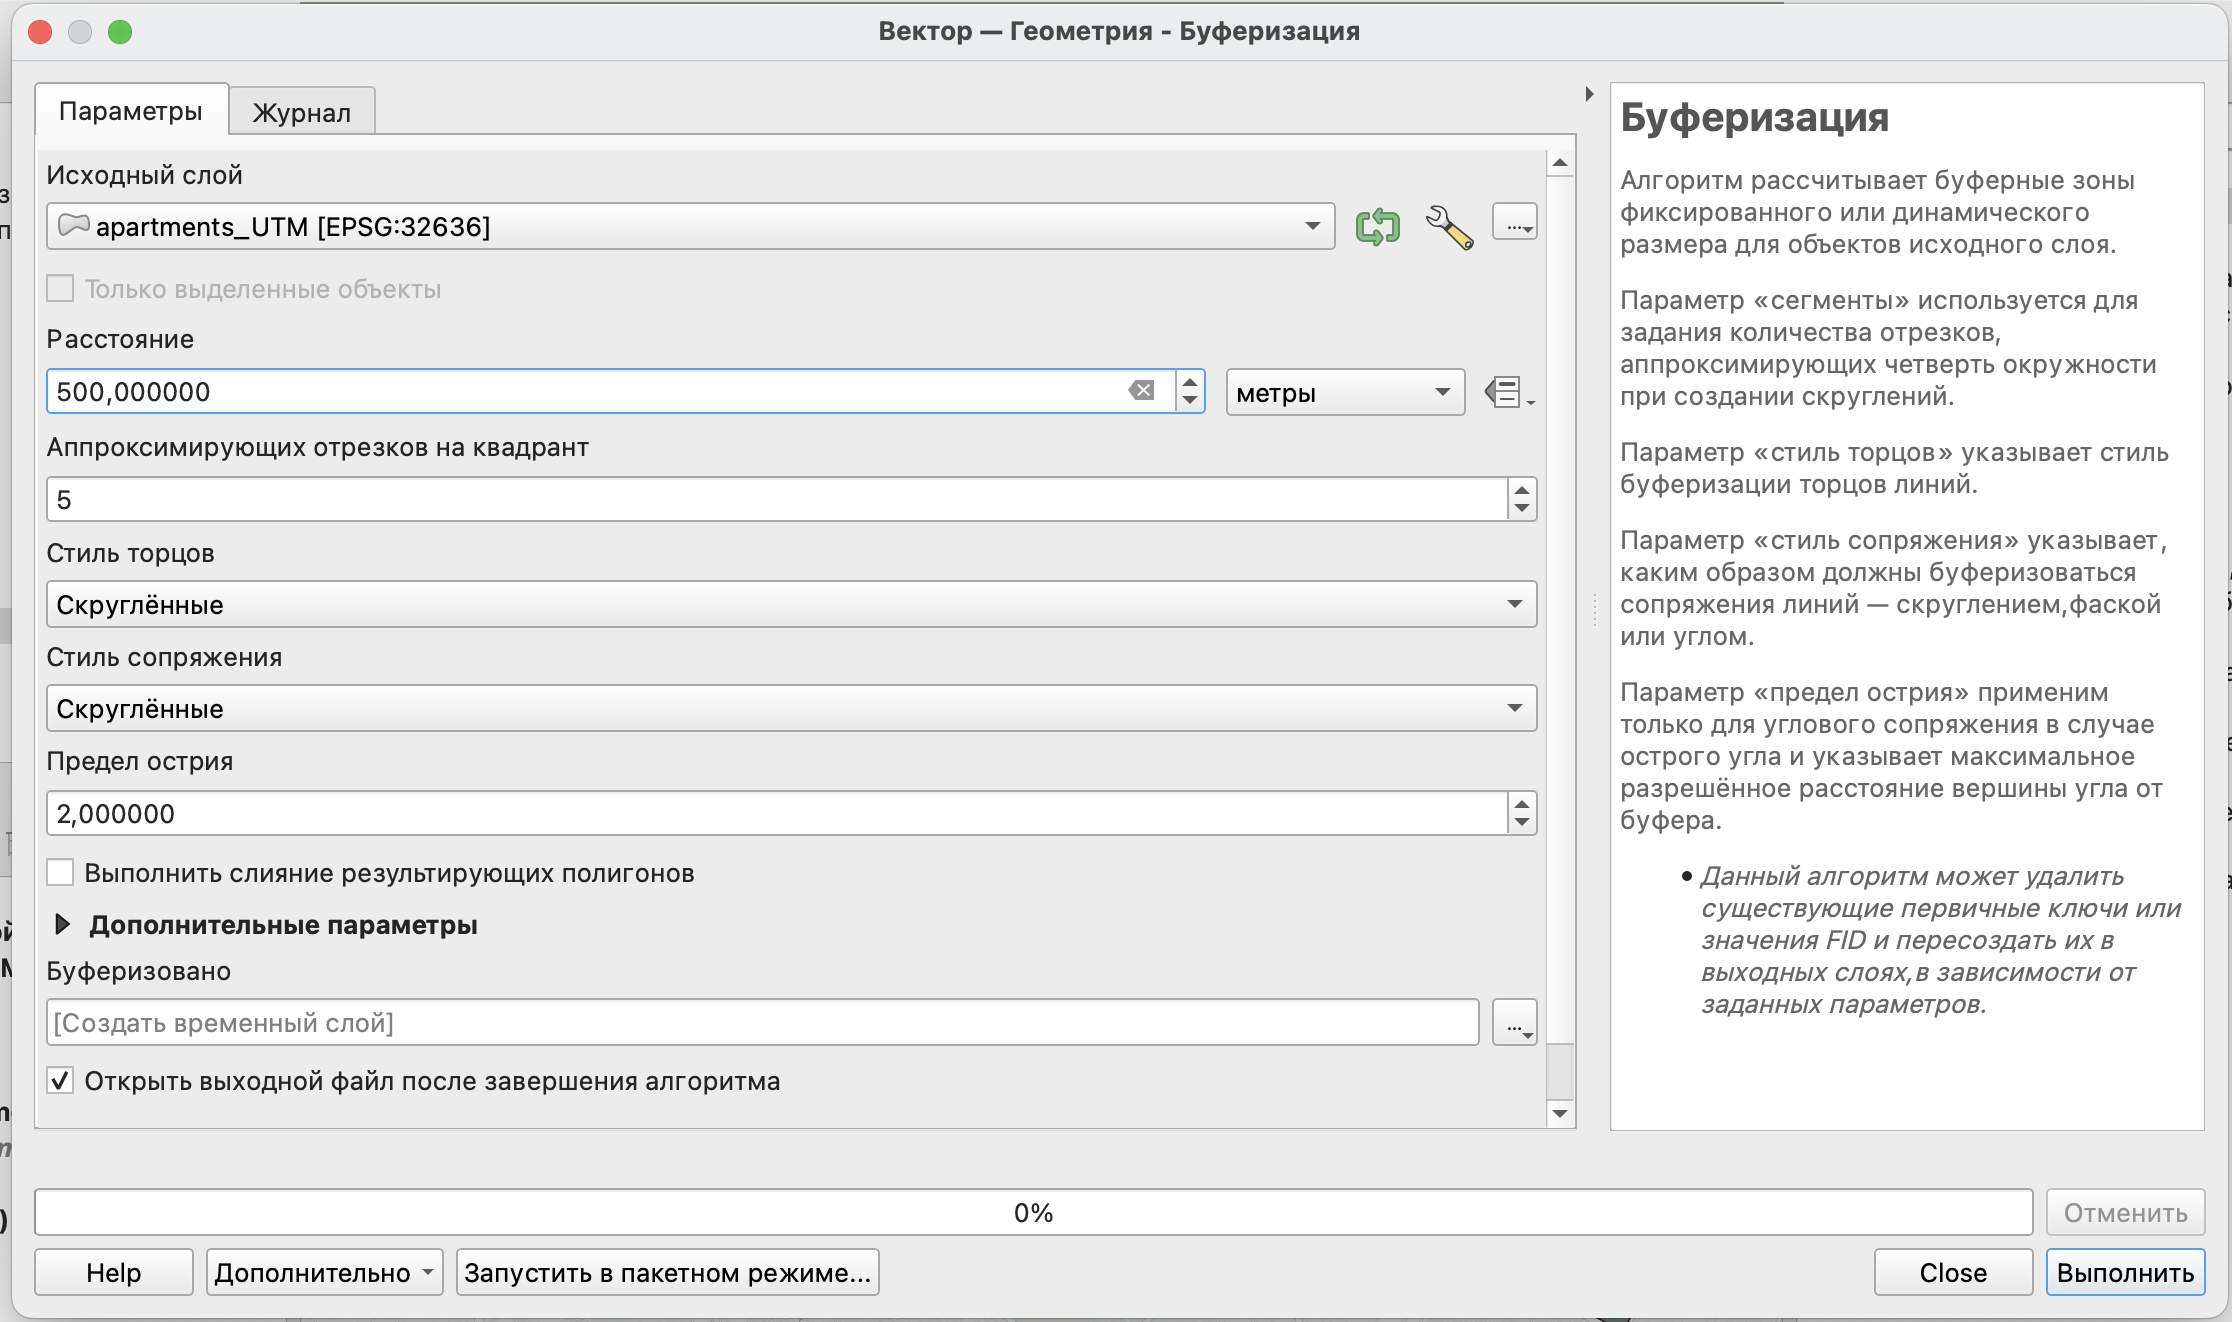 Вектор — Геометрия - Буферизация
Параметры
Журнал
Исходный слой
apartments_UTM [EPSG:32636]
...
Только выделенные объекты
Расстояние
500,000000
метры
Аппроксимирующих отрезков на квадрант
5
Стиль торцов
Скруглённые
Стиль сопряжения
Скруглённые
Предел острия
2,000000
Выполнить слияние результирующих полигонов
Дополнительные параметры
Буферизовано
[Создать временный слой]
...
Открыть выходной файл после завершения алгоритма
Буферизация
Алгоритм рассчитывает буферные зоны
фиксированного или динамического
размера для объектов исходного слоя.
Параметр «сегменты» используется для
задания количества отрезков,
аппроксимирующих четверть окружности
при создании скруглений.
Параметр «стиль торцов» указывает стиль
буферизации торцов линий.
Параметр «стиль сопряжения» указывает,
каким образом должны буферизоваться
сопряжения линий — скруглением,фаской
или углом.
Параметр «предел острия» применим
только для углового сопряжения в случае
острого угла и указывает максимальное
разрешённое расстояние вершины угла от
буфера.
• Данный алгоритм может удалить
существующие первичные ключи или
значения FID и пересоздать их в
выходных слоях,в зависимости от
заданных параметров.
0%
Отменить
Help
Дополнительно
Запустить в пакетном режиме...
Close
Выполнить